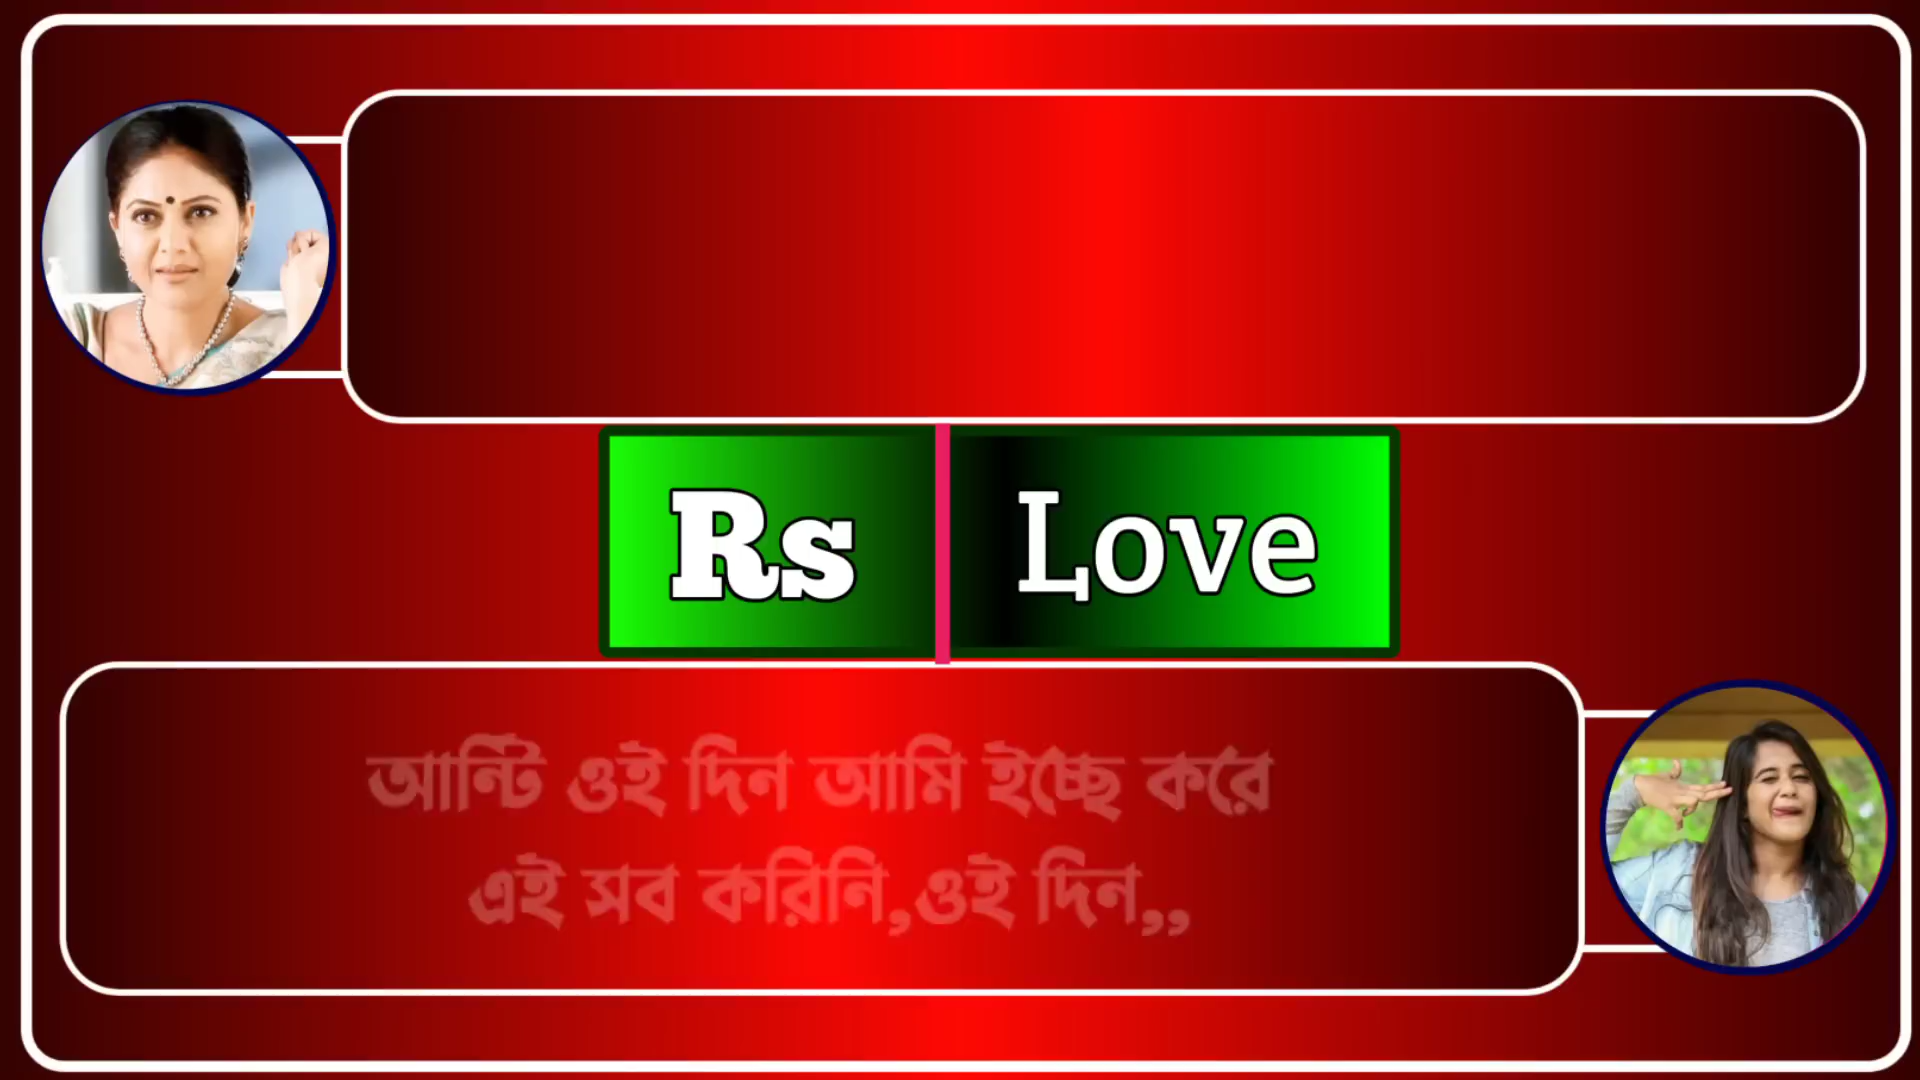 Rs Love
আন্টি ওই দিন আমি ইচ্ছে করে
এই সব করিনি,ওই দিন,,